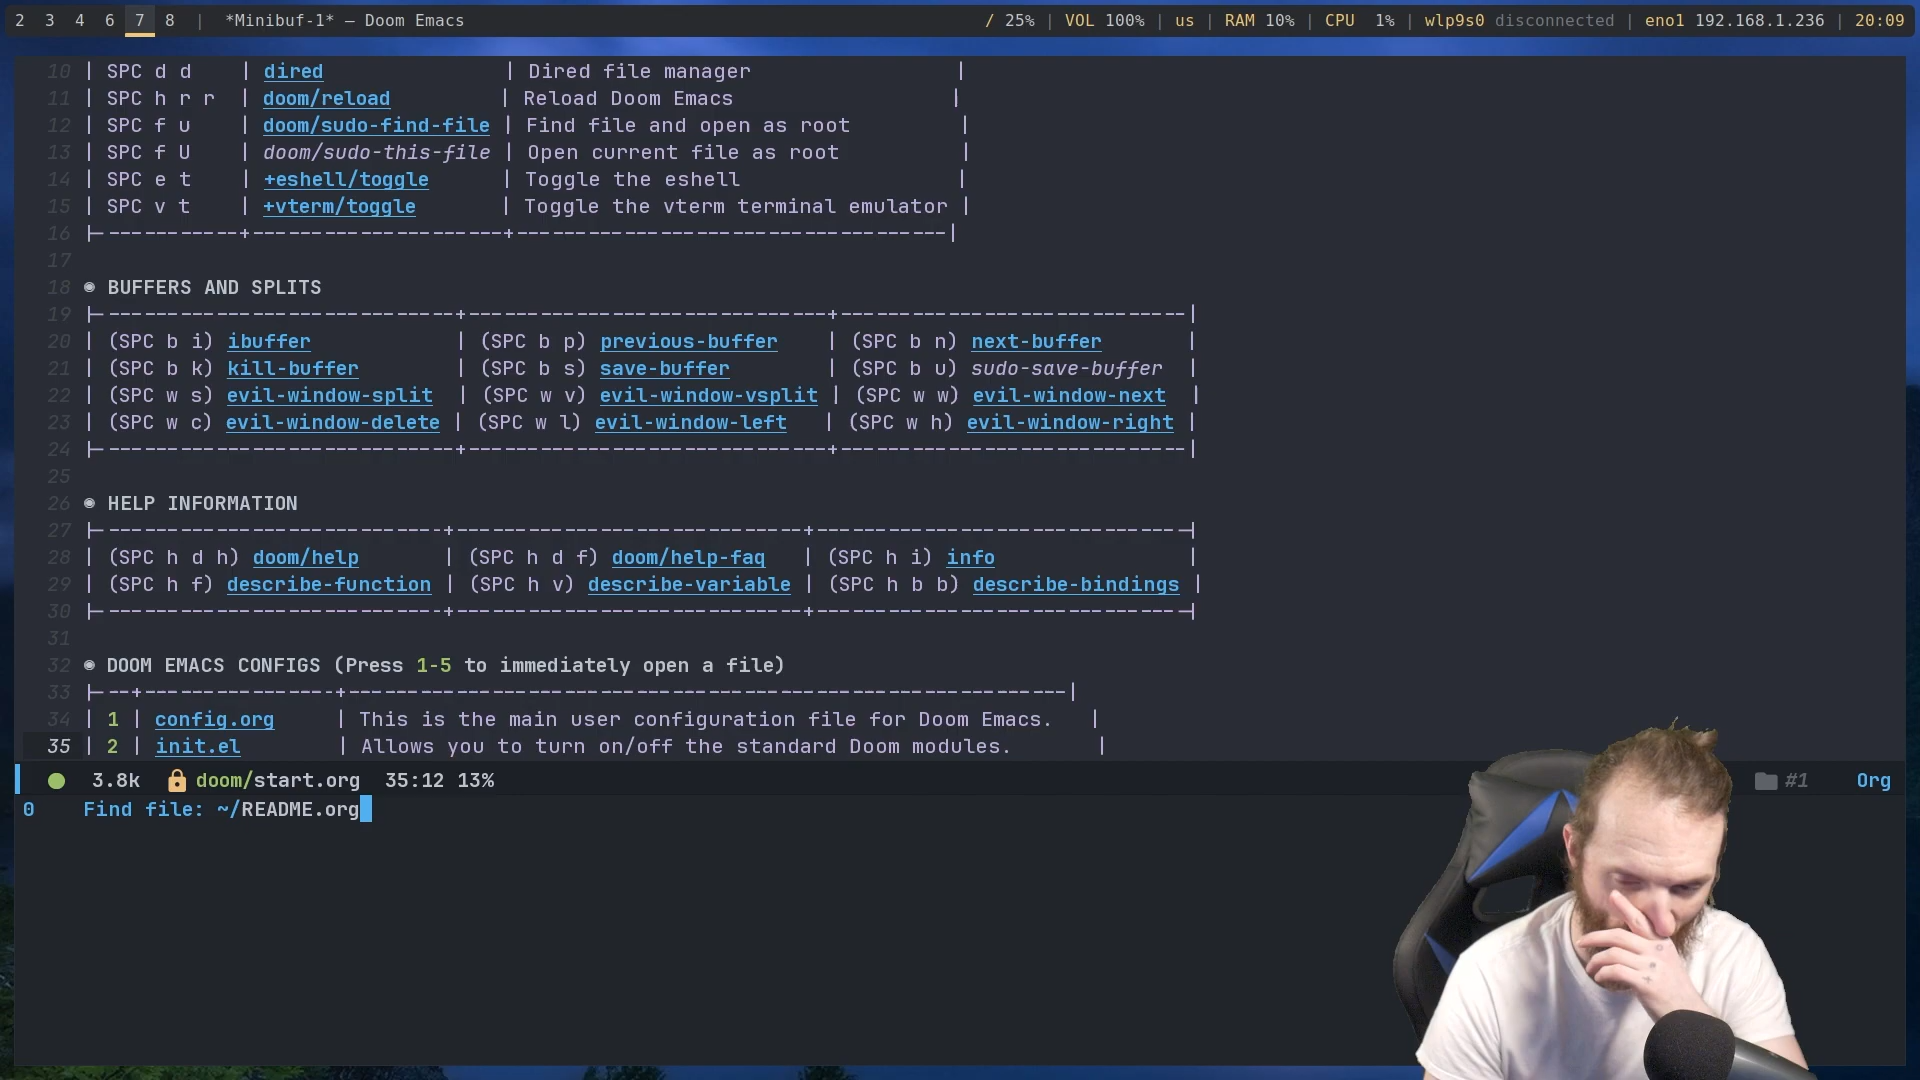 2 3 4 6 7 8 | *Minibuf-1* – Doom Emacs / 25% | VOL 100% | us | RAM 10% | CPU 1% | wlp9s0 disconnected | eno1 192.168.1.236 | 20:09
10 | SPC d d | dired | Dired file manager |
11 | SPC h r r | doom/reload | Reload Doom Emacs |
12 | SPC f u | doom/sudo-find-file | Find file and open as root |
13 | SPC f U | doom/sudo-this-file | Open current file as root |
14 | SPC e t | +eshell/toggle | Toggle the eshell |
15 | SPC v t | +vterm/toggle | Toggle the vterm terminal emulator |
16 |-----------+---------------------+------------------------------------|
17
18 ◉ BUFFERS AND SPLITS
19 |------------------------------+------------------------------+-----------------------------|
20 | (SPC b i) ibuffer | (SPC b p) previous-buffer | (SPC b n) next-buffer |
21 | (SPC b k) kill-buffer | (SPC b s) save-buffer | (SPC b u) sudo-save-buffer |
22 | (SPC w s) evil-window-split | (SPC w v) evil-window-vsplit | (SPC w w) evil-window-next |
23 | (SPC w c) evil-window-delete | (SPC w l) evil-window-left | (SPC w h) evil-window-right |
24 |------------------------------+------------------------------+-----------------------------|
25
26 ◉ HELP INFORMATION
27 |-----------------------------+-----------------------------+------------------------------|
28 | (SPC h d h) doom/help | (SPC h d f) doom/help-faq | (SPC h i) info |
29 | (SPC h f) describe-function | (SPC h v) describe-variable | (SPC h b b) describe-bindings |
30 |-----------------------------+-----------------------------+------------------------------|
31
32 ◉ DOOM EMACS CONFIGS (Press 1-5 to immediately open a file)
33 |---+----------------+-------------------------------------------------------------|
34 | 1 | config.org | This is the main user configuration file for Doom Emacs. |
35 | 2 | init.el | Allows you to turn on/off the standard Doom modules. |
3.8k doom/start.org 35:12 13% #1 Org
0 Find file: ~/README.org